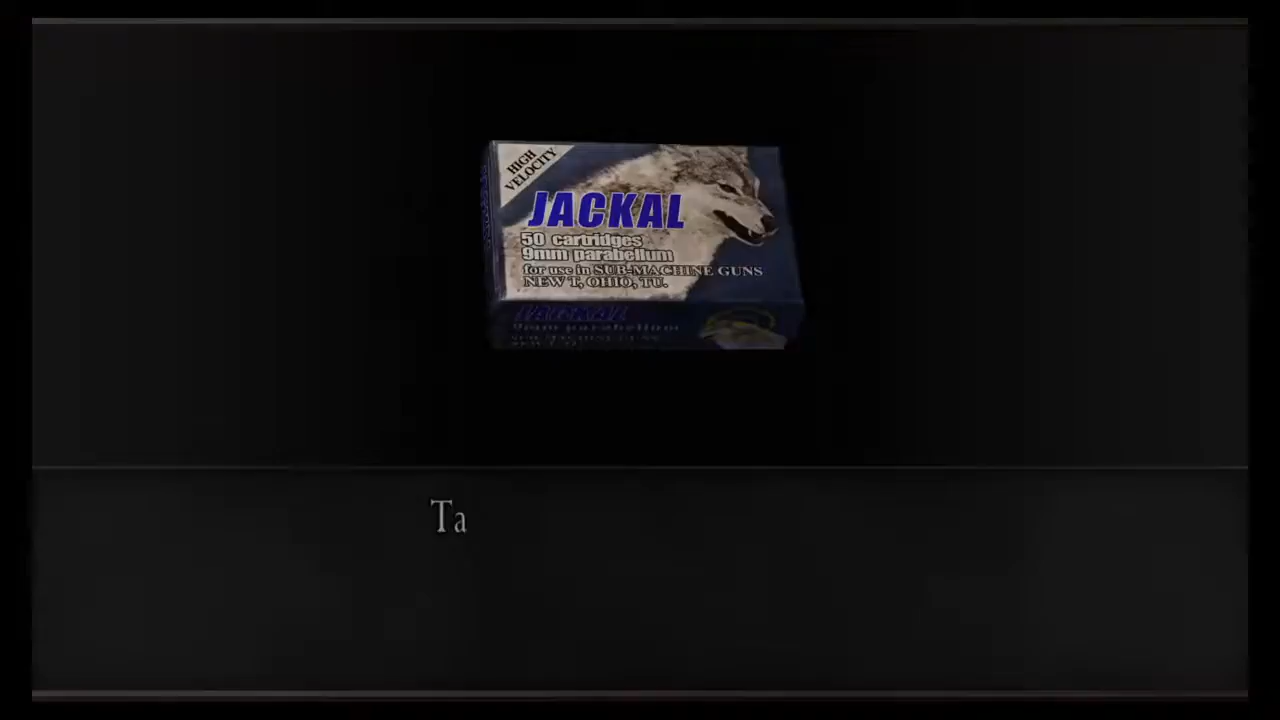 HIGH
VELOCITY
JACKAL
50 cartridges
9mm parabellum
for use in SUB-MACHINE GUNS
NEW T, OHIO, TU.
JACKAL
9mm parabellum
Ta